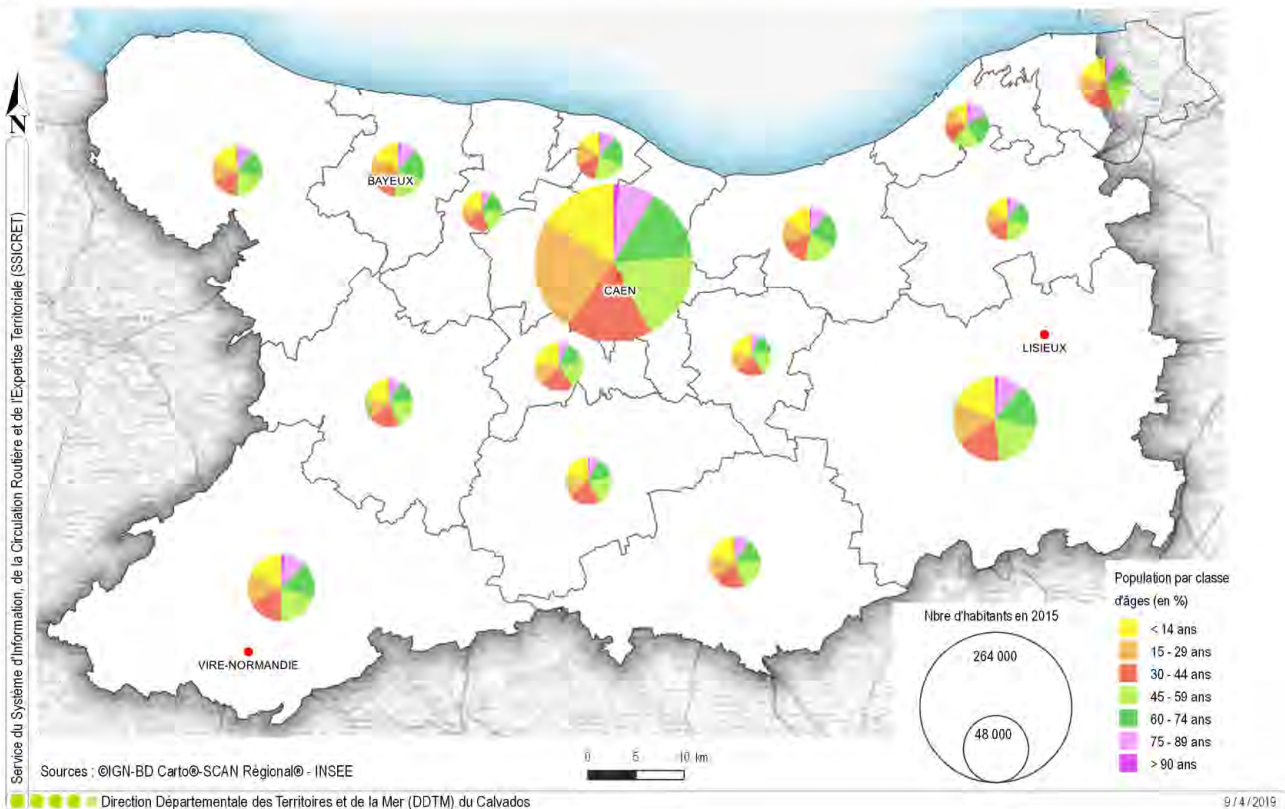 N
Service du Système d'Information, de la Circulation Routière et de l'Expertise Territoriale (SSICRET)
BAYEUX
CAEN
LISIEUX
VIRE-NORMANDIE
Nbre d'habitants en 2015
264 000
48 000
Population par classe
d'âges (en %)
< 14 ans
15 - 29 ans
30 - 44 ans
45 - 59 ans
60 - 74 ans
75 - 89 ans
> 90 ans
0 5 10 km
Sources : ©IGN-BD Carto®-SCAN Règional® - INSEE
Direction Départementale des Territoires et de la Mer (DDTM) du Calvados
9/4/2019